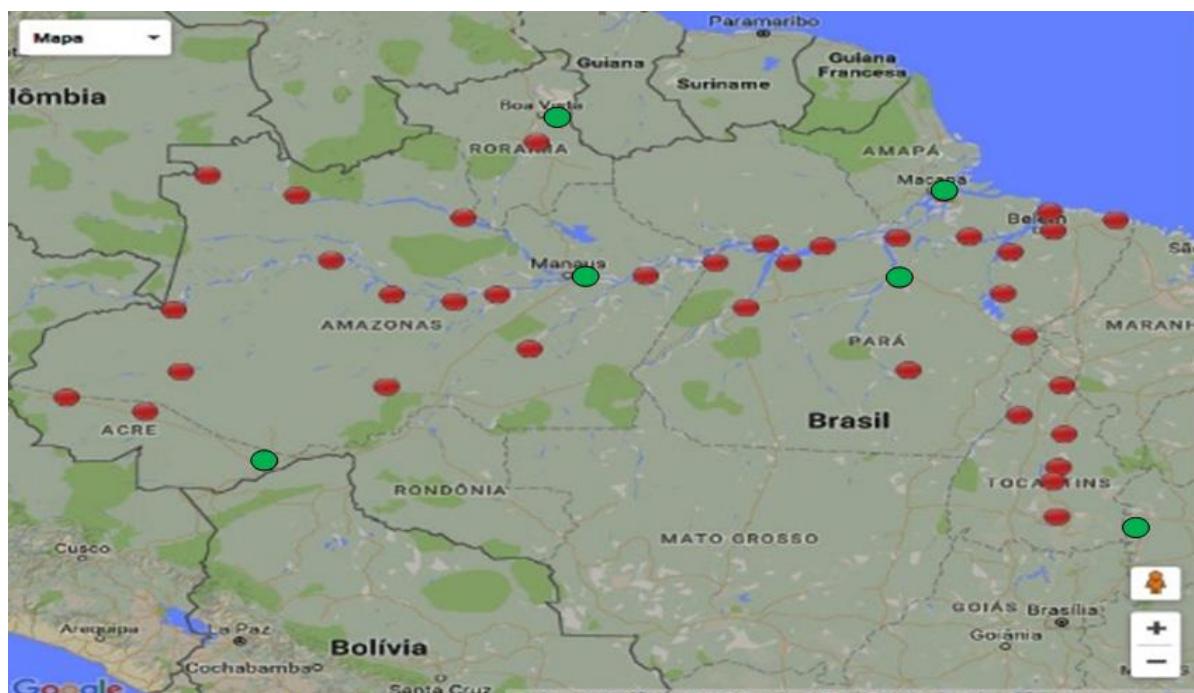 Mapa
Paramaribo
Guiana
Suriname
Guiana
Francesa
lômbia
Boa Vista
RORAIMA
AMAPÁ
Macapá
Belém
Sã
Manaus
AMAZONAS
PARÁ
MARANH
ACRE
Brasil
RONDÔNIA
TOCANTINS
MATO GROSSO
Cusco
GOIÁS
Brasília
Goiânia
Arequipa
La Paz
Bolívia
Cochabamba
Santa Cruz
Google
+
−